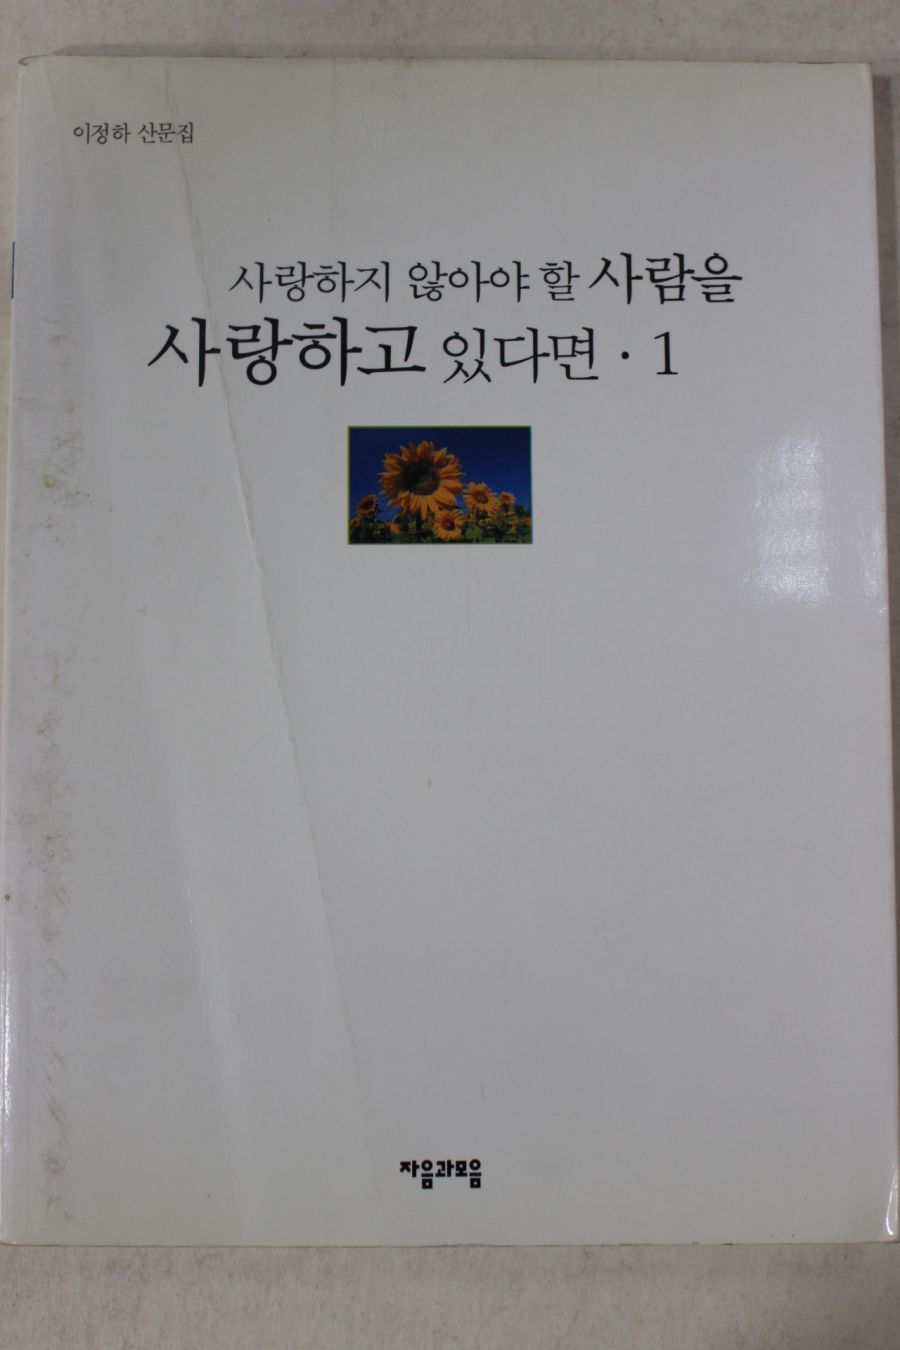 이정하 산문집
사랑하지 않아야 할 사람을
사랑하고 있다면 · 1
자음과모음